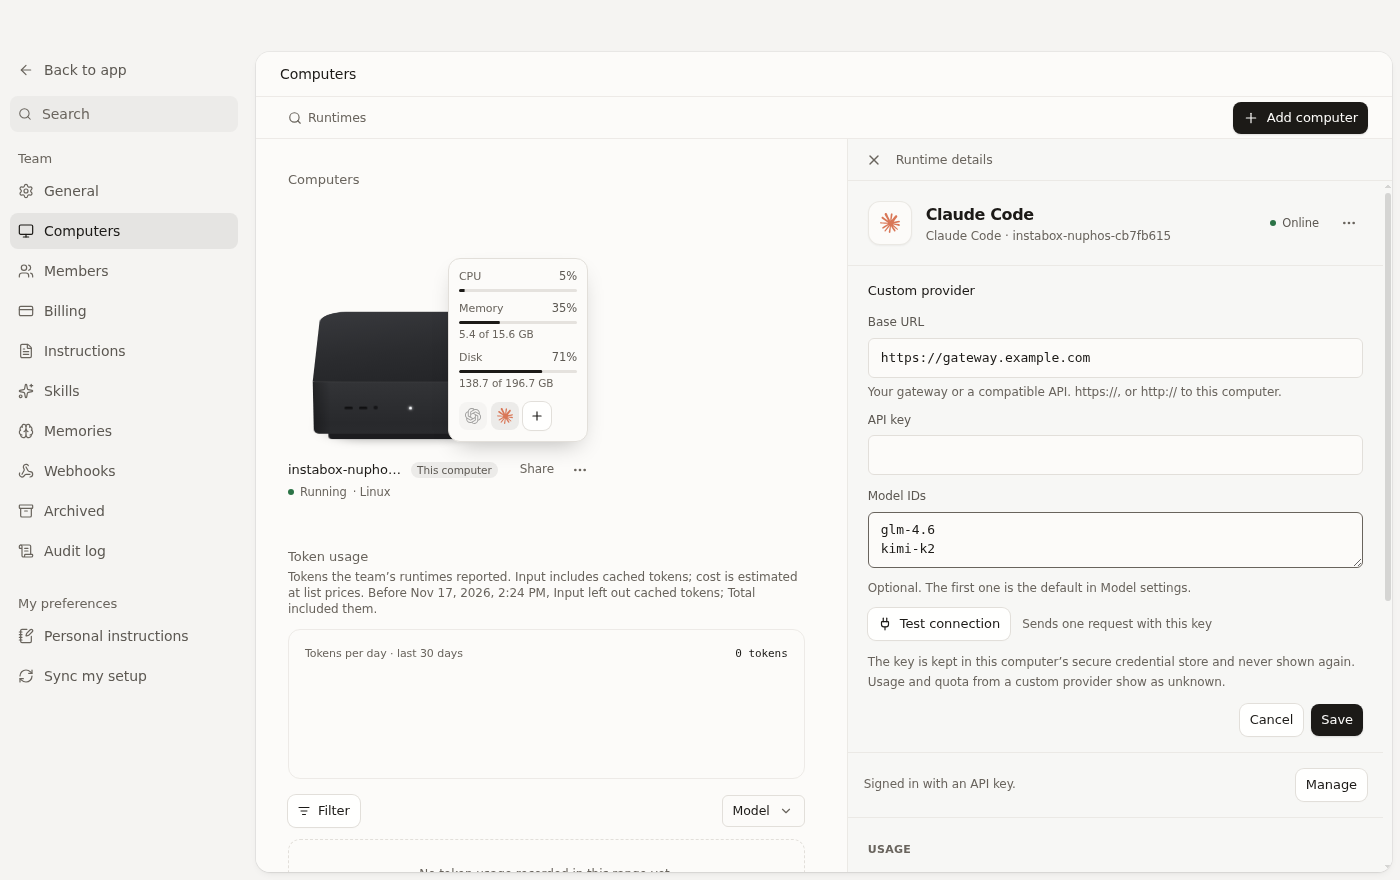 Back to app
Search
Team
General
Computers
Members
Billing
Instructions
Skills
Memories
Webhooks
Archived
Audit log
My preferences
Personal instructions
Sync my setup
Computers
Runtimes
Add computer
Computers
CPU 5%
Memory 35%
5.4 of 15.6 GB
Disk 71%
138.7 of 196.7 GB
instabox-nupho… This computer Share
Running · Linux
Token usage
Tokens the team’s runtimes reported. Input includes cached tokens; cost is estimated
at list prices. Before Nov 17, 2026, 2:24 PM, Input left out cached tokens; Total
included them.
Tokens per day · last 30 days 0 tokens
Filter Model
No token usage recorded in this range yet
Runtime details
Claude Code
Claude Code · instabox-nuphos-cb7fb615
Online
Custom provider
Base URL
https://gateway.example.com
Your gateway or a compatible API. https://, or http:// to this computer.
API key
Model IDs
glm-4.6
kimi-k2
Optional. The first one is the default in Model settings.
Test connection Sends one request with this key
The key is kept in this computer’s secure credential store and never shown again.
Usage and quota from a custom provider show as unknown.
Cancel Save
Signed in with an API key. Manage
USAGE